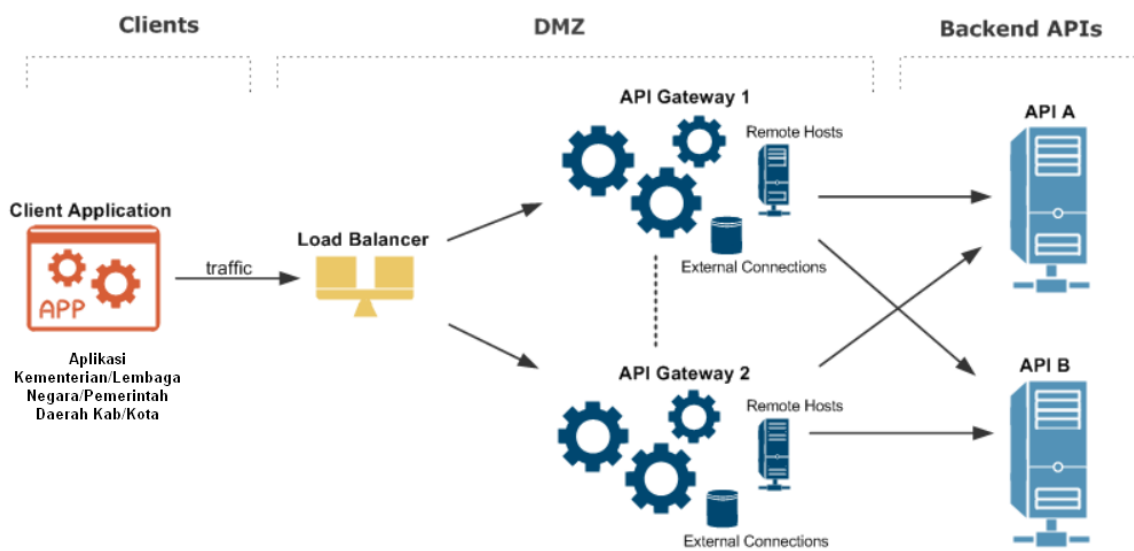 Clients
DMZ
Backend APIs
Client Application
APP
Aplikasi
Kementerian/Lembaga
Negara/Pemerintah
Daerah Kab/Kota
traffic
Load Balancer
API Gateway 1
Remote Hosts
External Connections
API Gateway 2
Remote Hosts
External Connections
API A
API B